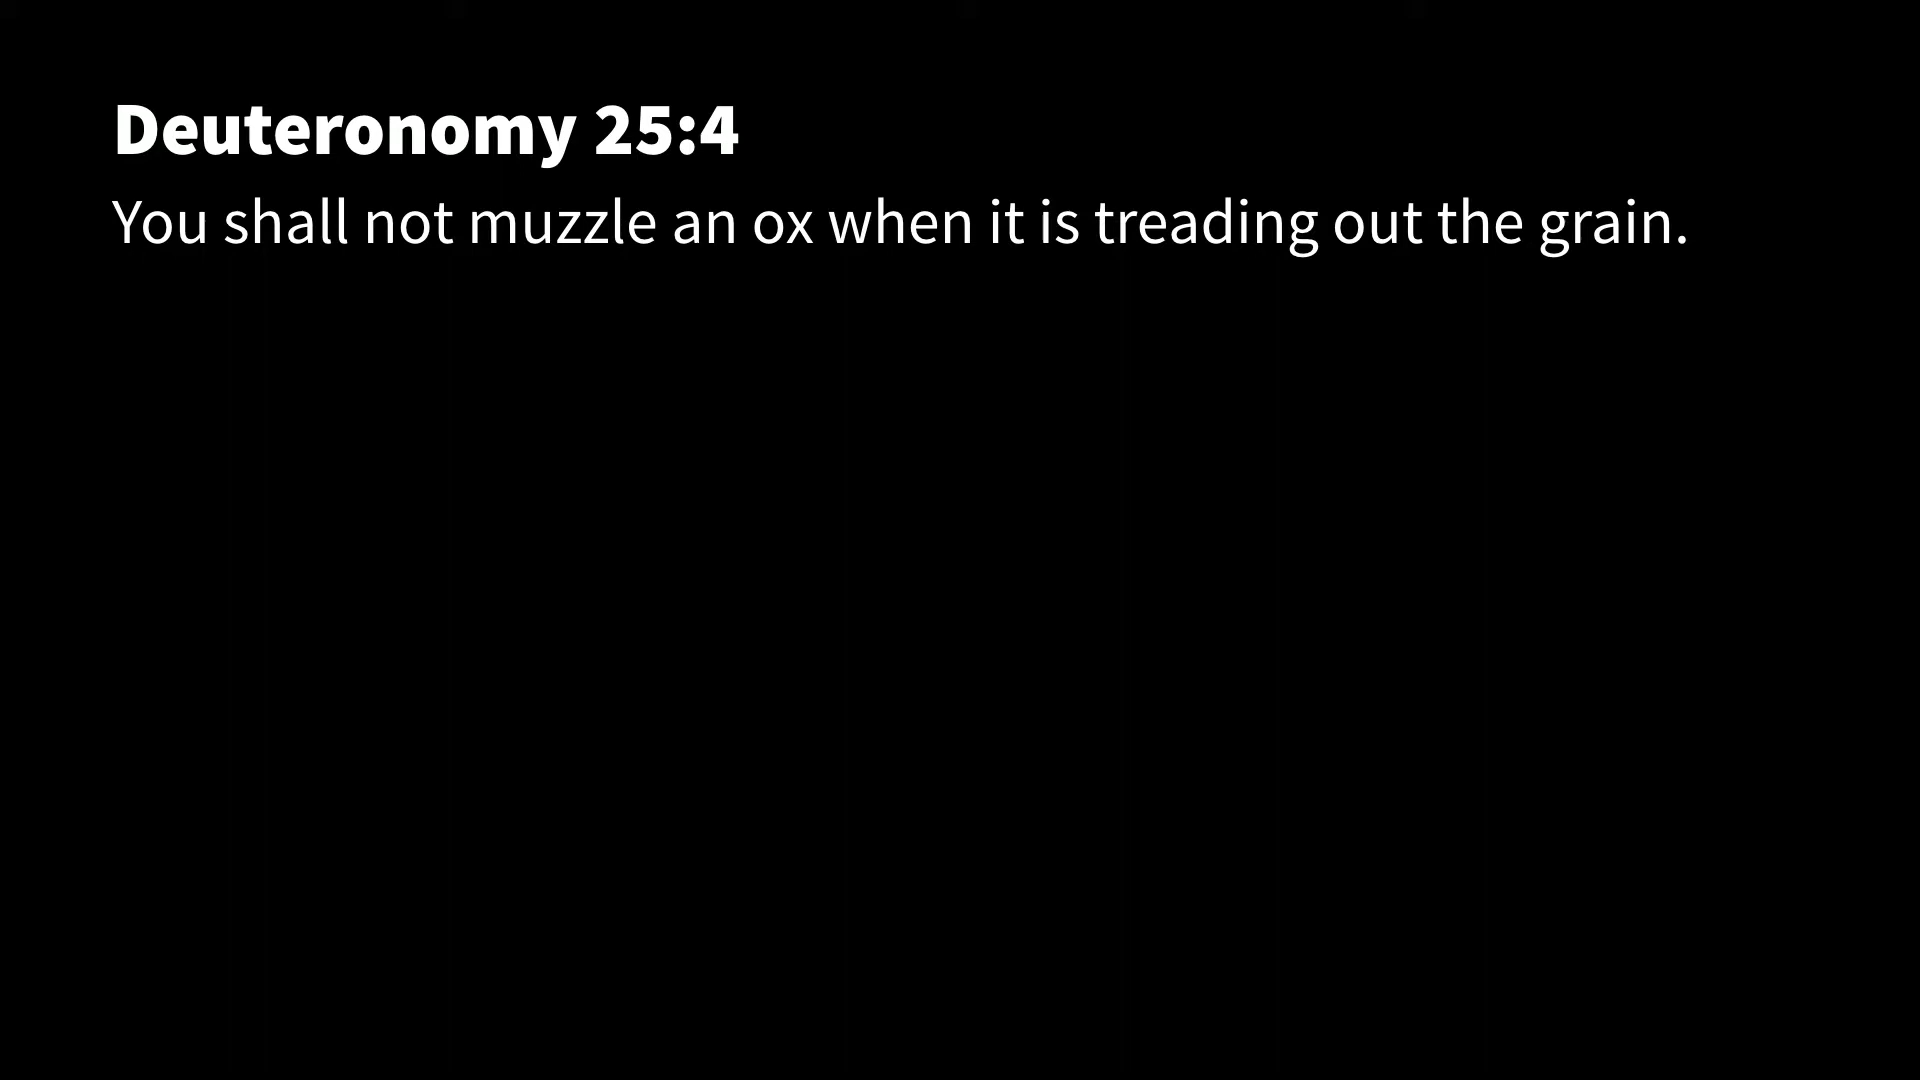 Deuteronomy 25:4
You shall not muzzle an ox when it is treading out the grain.